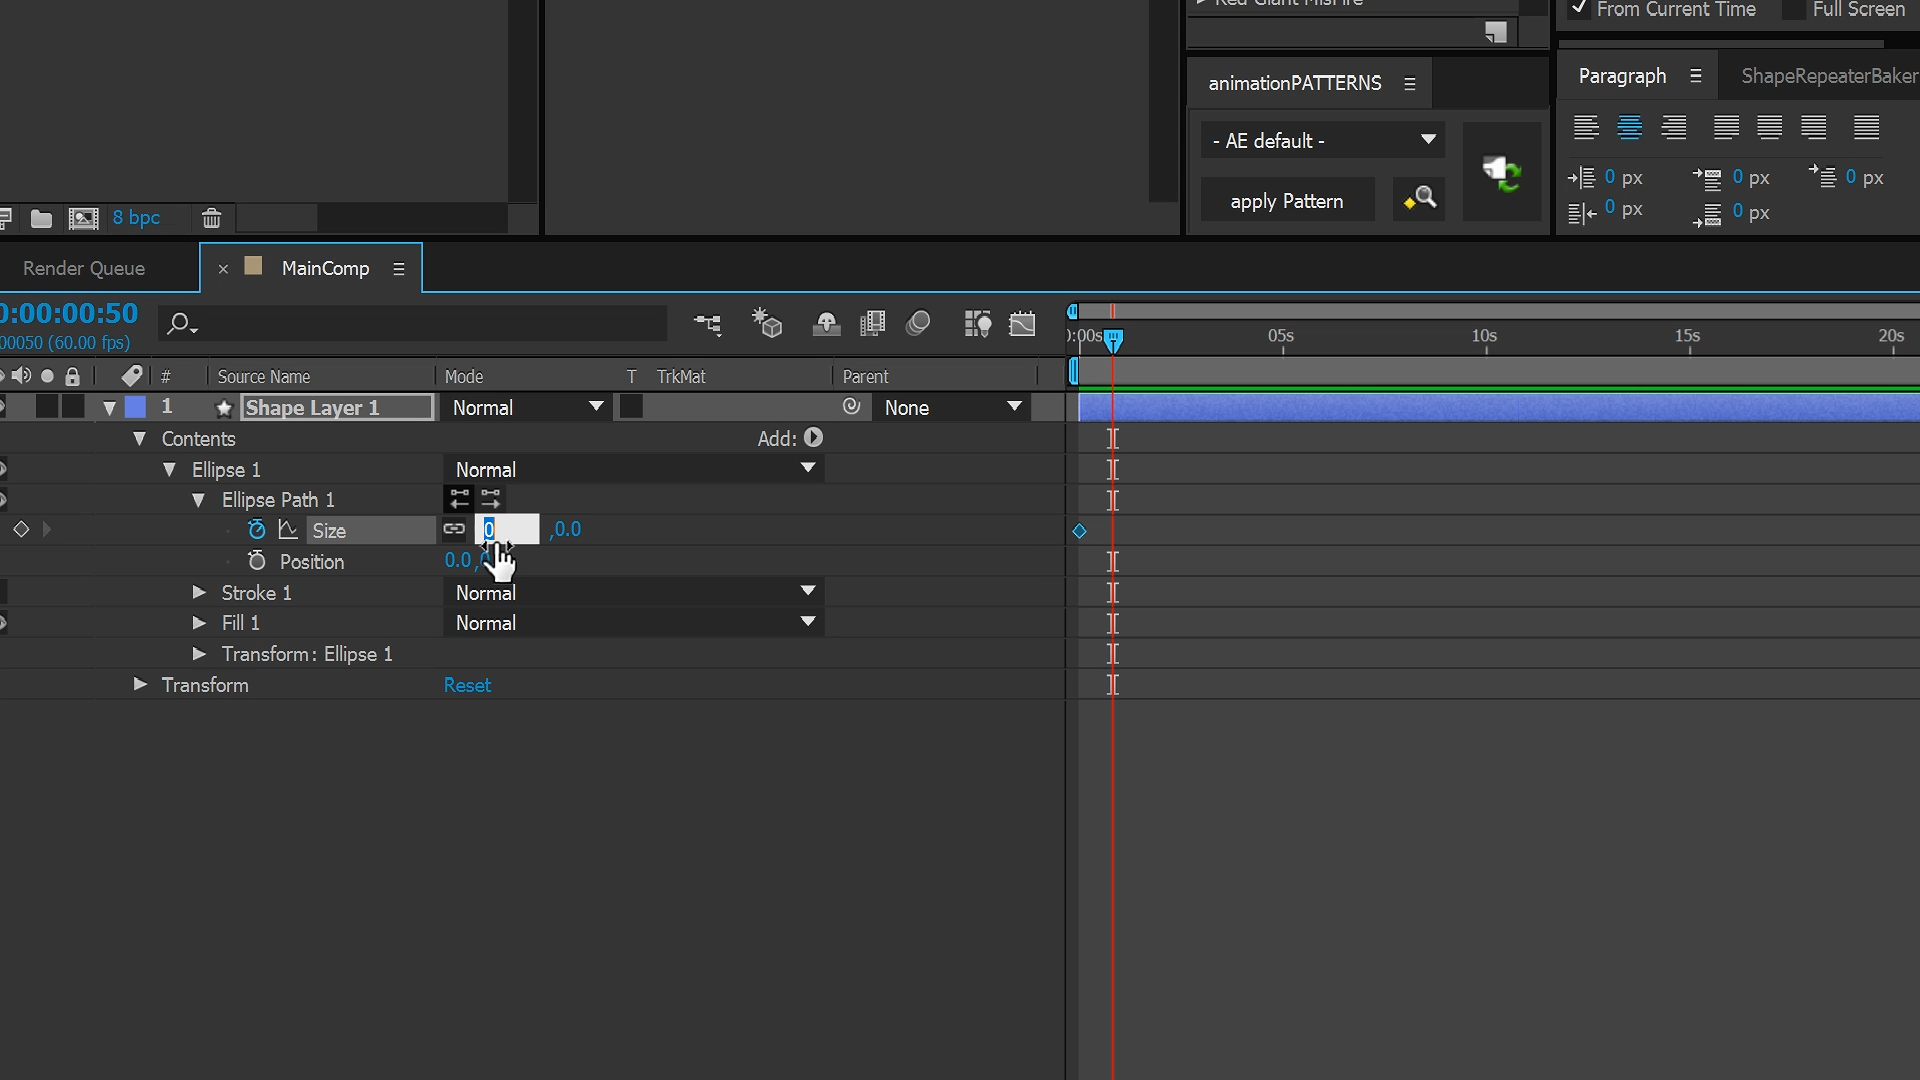 Red Giant MisFire
From Current Time Full Screen
animationPATTERNS
Paragraph ShapeRepeaterBaker
- AE default -
apply Pattern
0 px 0 px 0 px
0 px 0 px
8 bpc
Render Queue
× MainComp
0:00:00:50
00050 (60.00 fps)
):00s 05s 10s 15s 20s
# Source Name Mode T TrkMat Parent
1 Shape Layer 1 Normal None
Contents Add:
Ellipse 1 Normal
Ellipse Path 1
Size 0 ,0.0
Position 0.0,
Stroke 1 Normal
Fill 1 Normal
Transform: Ellipse 1
Transform Reset